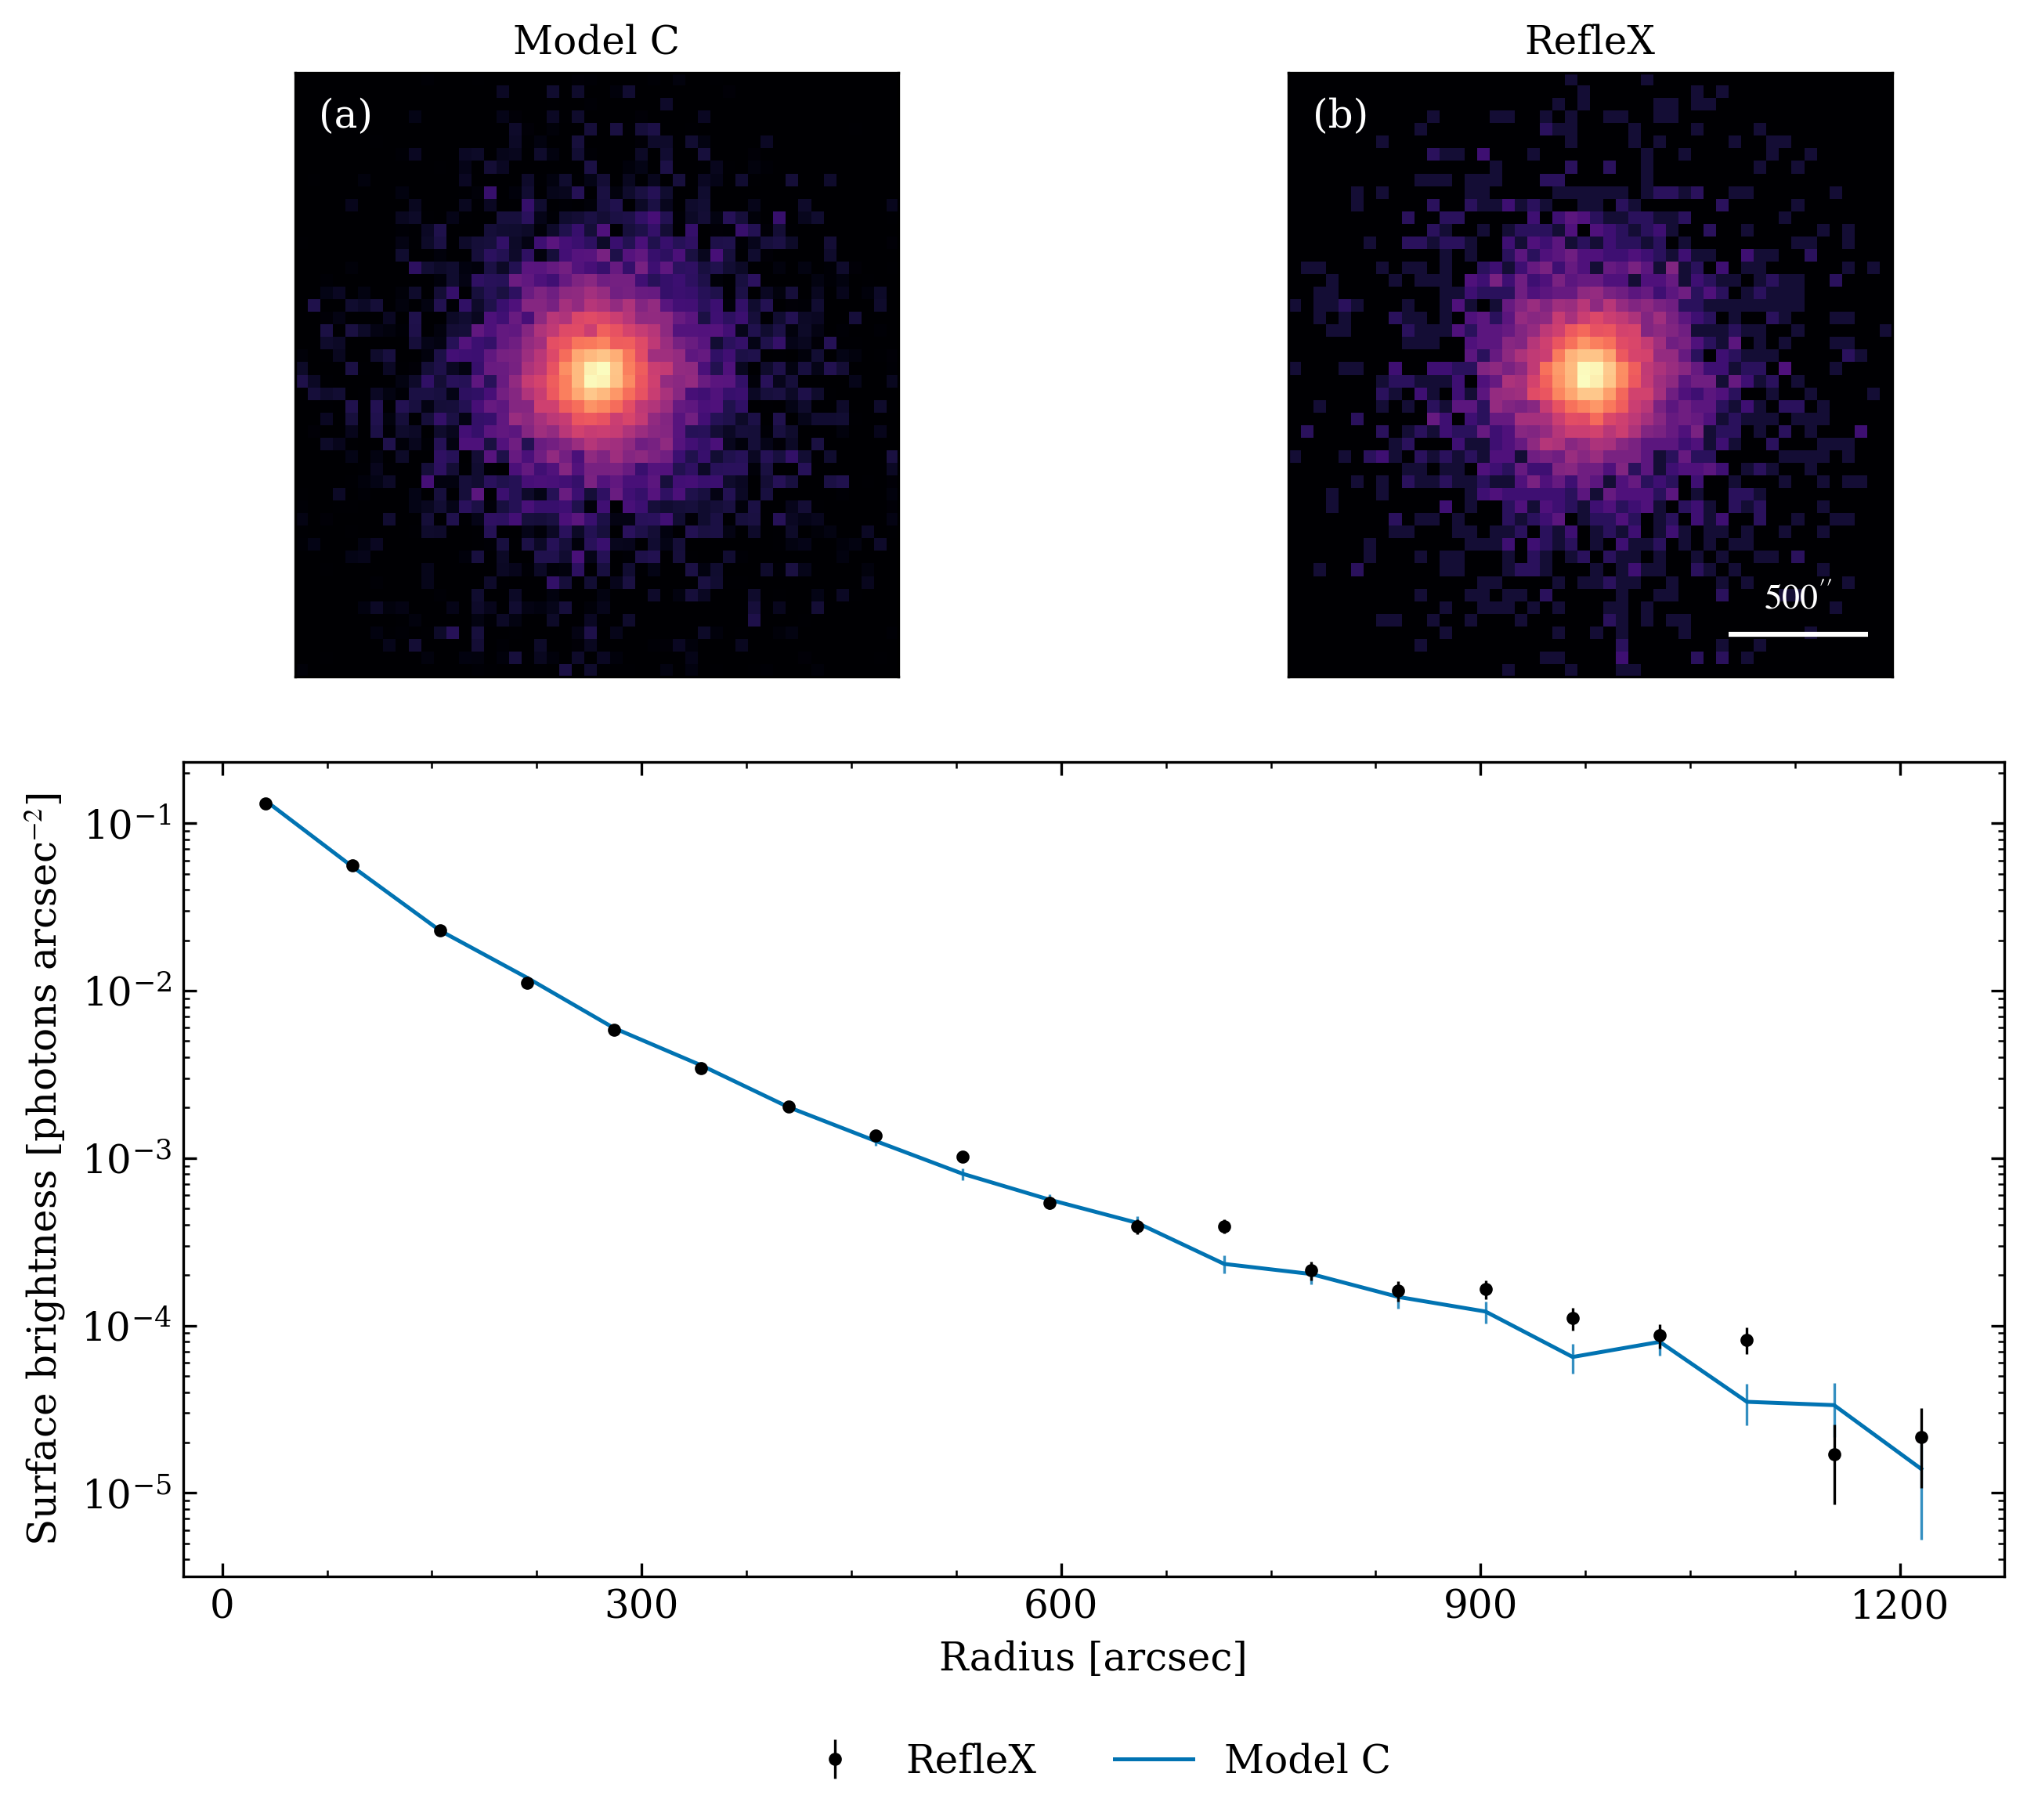 Model C
RefleX
(a)
(b)
500″
Surface brightness [photons arcsec⁻²]
10⁻¹
10⁻²
10⁻³
10⁻⁴
10⁻⁵
0 300 600 900 1200
Radius [arcsec]
RefleX Model C